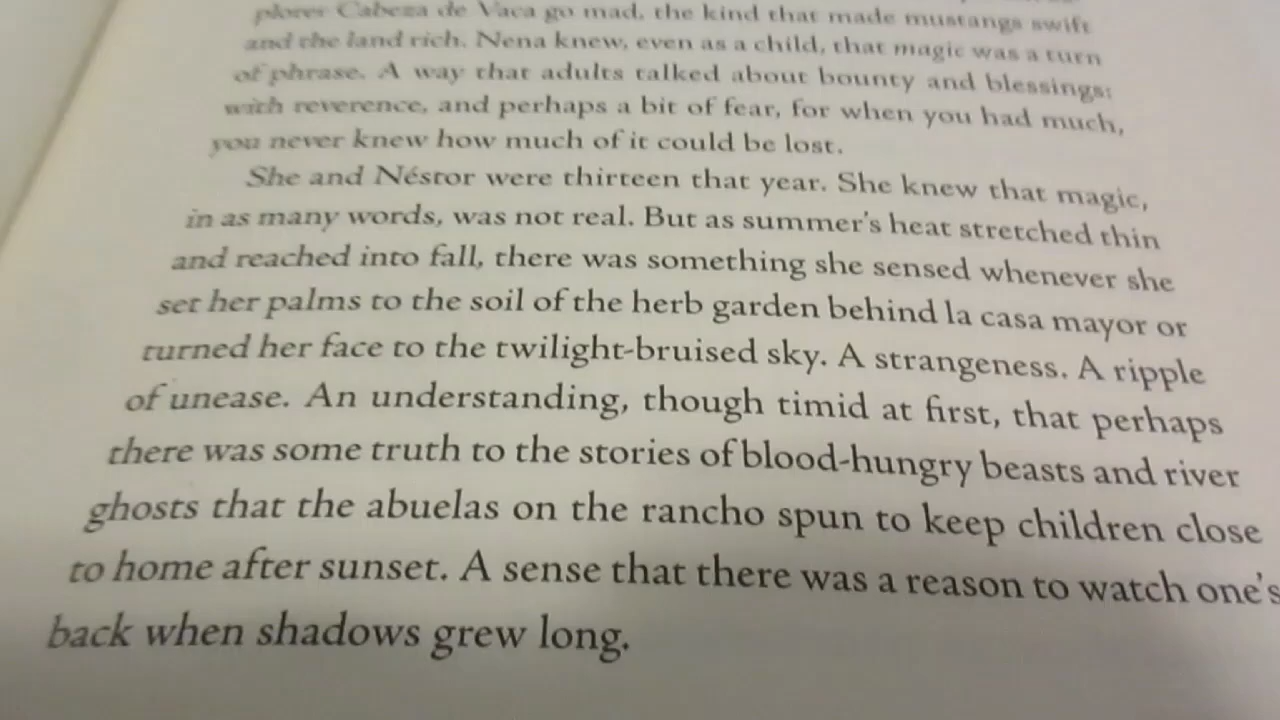 plorer Cabeza de Vaca go mad, the kind that made mustangs swift
and the land rich. Nena knew, even as a child, that magic was a turn
of phrase. A way that adults talked about bounty and blessings:
with reverence, and perhaps a bit of fear, for when you had much,
you never knew how much of it could be lost.
She and Néstor were thirteen that year. She knew that magic,
in as many words, was not real. But as summer's heat stretched thin
and reached into fall, there was something she sensed whenever she
set her palms to the soil of the herb garden behind la casa mayor or
turned her face to the twilight-bruised sky. A strangeness. A ripple
of unease. An understanding, though timid at first, that perhaps
there was some truth to the stories of blood-hungry beasts and river
ghosts that the abuelas on the rancho spun to keep children close
to home after sunset. A sense that there was a reason to watch one's
back when shadows grew long.